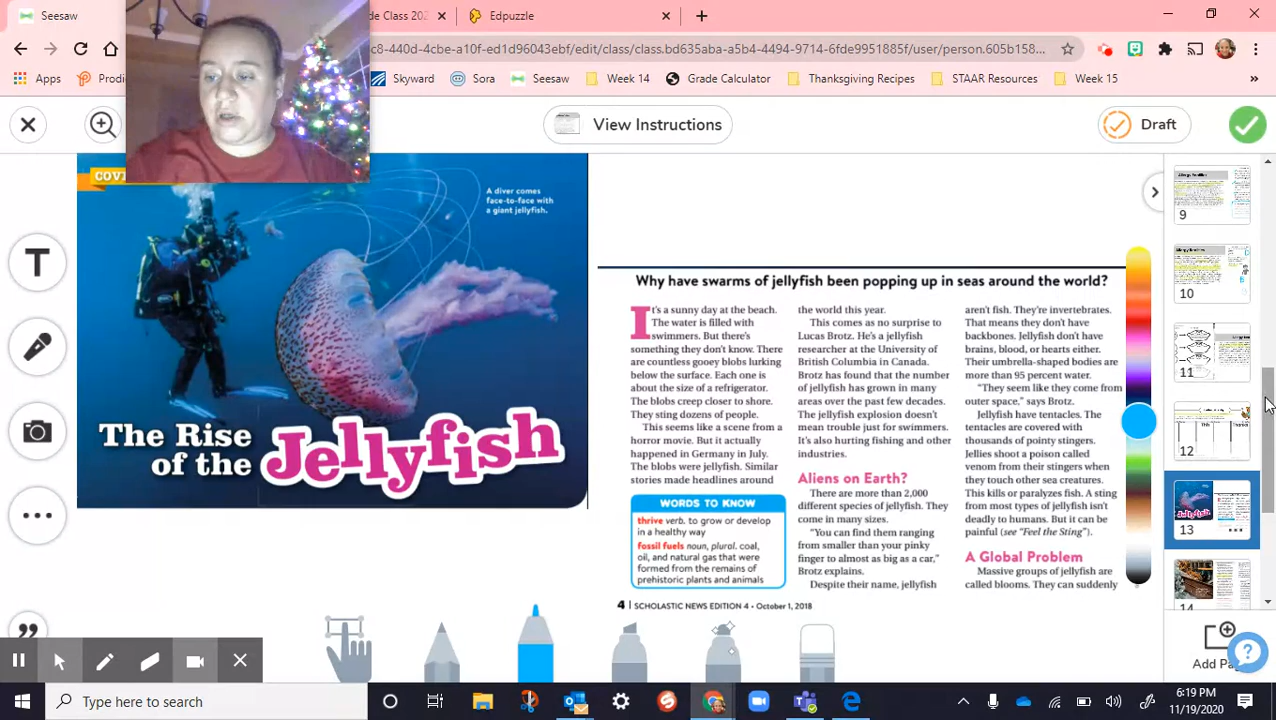 Seesaw
de Class 202
Edpuzzle
c8-440d-4cbe-a10f-ed1d96043ebf/edit/class/class.bd635aba-a5b4-4494-9714-6fde9951885f/user/person.605b158...
Apps
Prodi
Skyward
Sora
Seesaw
Week 14
Grade Calculator
Thanksgiving Recipes
STAAR Resources
Week 15
View Instructions
Draft
COV
A diver comes
face-to-face with
a giant jellyfish.
The Rise
of the Jellyfish
Why have swarms of jellyfish been popping up in seas around the world?
It's a sunny day at the beach.
The water is filled with
swimmers. But there's
something they don't know. There
are countless gooey blobs lurking
below the surface. Each one is
about the size of a refrigerator.
The blobs creep closer to shore.
They sting dozens of people.
This seems like a scene from a
horror movie. But it actually
happened in Germany in July.
The blobs were jellyfish. Similar
stories made headlines around
WORDS TO KNOW
thrive verb. to grow or develop
in a healthy way
fossil fuels noun, plural. coal,
oil, and natural gas that were
formed from the remains of
prehistoric plants and animals
the world this year.
This comes as no surprise to
Lucas Brotz. He's a jellyfish
researcher at the University of
British Columbia in Canada.
Brotz has found that the number
of jellyfish has grown in many
areas over the past few decades.
The jellyfish explosion doesn't
mean trouble just for swimmers.
It's also hurting fishing and other
industries.
Aliens on Earth?
There are more than 2,000
different species of jellyfish. They
come in many sizes.
"You can find them ranging
from smaller than your pinky
finger to almost as big as a car,"
Brotz explains.
Despite their name, jellyfish
aren't fish. They're invertebrates.
That means they don't have
backbones. Jellyfish don't have
brains, blood, or hearts either.
Their umbrella-shaped bodies are
more than 95 percent water.
"They seem like they come from
outer space," says Brotz.
Jellyfish have tentacles. The
tentacles are covered with
thousands of pointy stingers.
Jellies shoot a poison called
venom from their stingers when
they touch other sea creatures.
This kills or paralyzes fish. A sting
from most types of jellyfish isn't
deadly to humans. But it can be
painful (see "Feel the Sting").
A Global Problem
Massive groups of jellyfish are
called blooms. They can suddenly
4 | SCHOLASTIC NEWS EDITION 4 • October 1, 2018
9
10
11
12
13
14
Add Pa
Type here to search
6:19 PM
11/19/2020